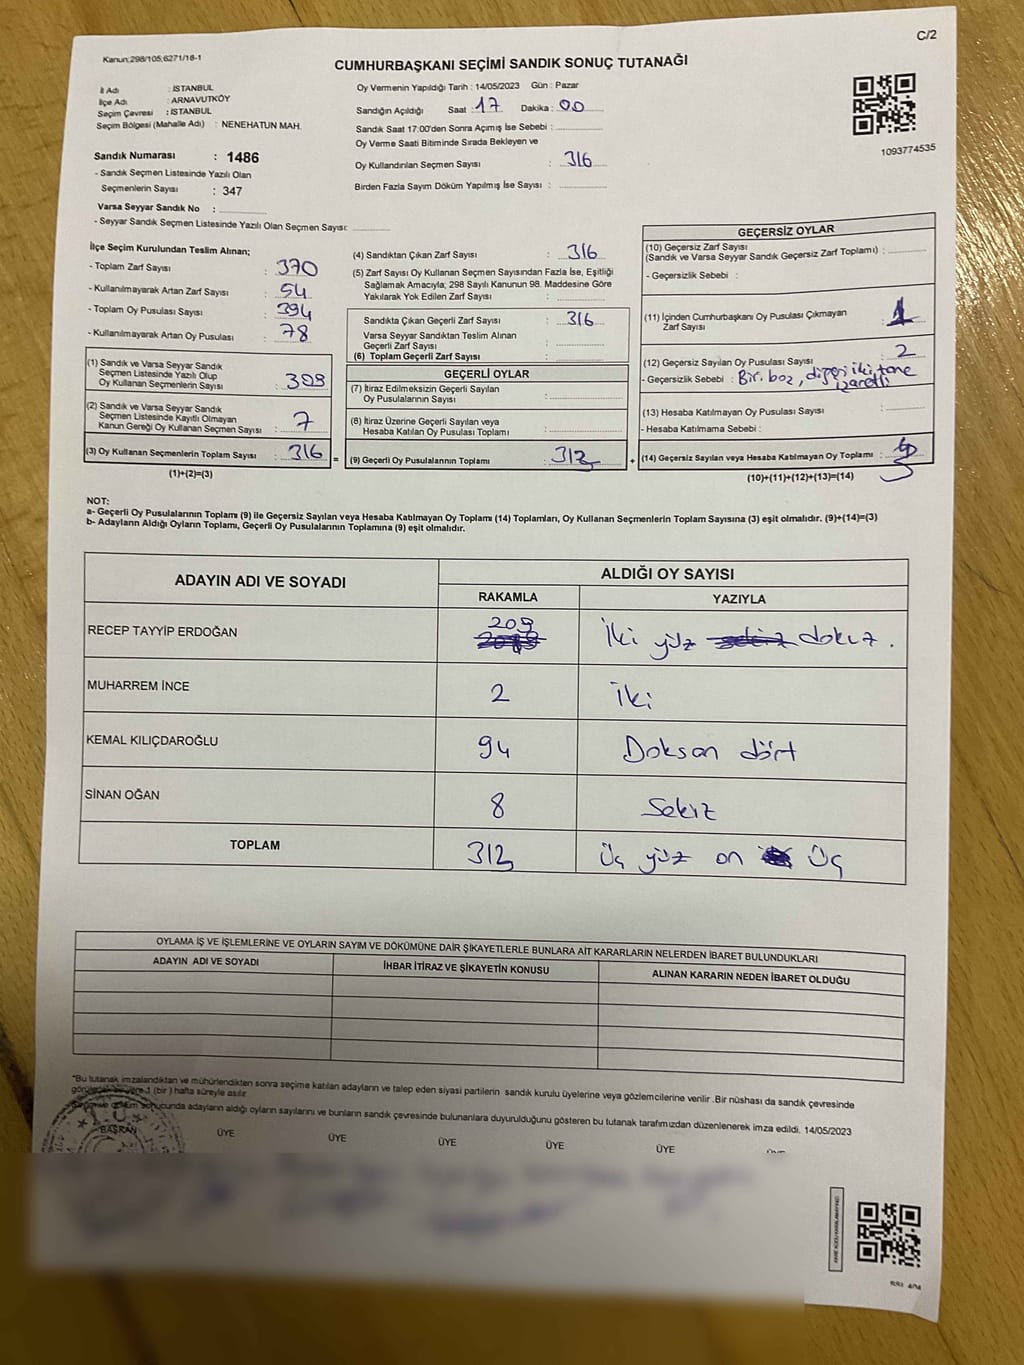 C/2
Kanun;298/105;6271/18-1
CUMHURBAŞKANI SEÇİMİ SANDIK SONUÇ TUTANAĞI
İl Adı : İSTANBUL
İlçe Adı : ARNAVUTKÖY
Seçim Çevresi : İSTANBUL
Seçim Bölgesi (Mahalle Adı) : NENEHATUN MAH.
Sandık Numarası : 1486
- Sandık Seçmen Listesinde Yazılı Olan
Seçmenlerin Sayısı : 347
Varsa Seyyar Sandık No :
- Seyyar Sandık Seçmen Listesinde Yazılı Olan Seçmen Sayısı:
Oy Vermenin Yapıldığı Tarih : 14/05/2023 Gün : Pazar
Sandığın Açıldığı Saat 17 Dakika : 00
Sandık Saat 17:00'den Sonra Açımış İse Sebebi :
Oy Verme Saati Bitiminde Sırada Bekleyen ve
Oy Kullandırılan Seçmen Sayısı : 316
Birden Fazla Sayım Döküm Yapılmış İse Sayısı :
1093774535
İlçe Seçim Kurulundan Teslim Alınan;
- Toplam Zarf Sayısı : 370
- Kullanılmayarak Artan Zarf Sayısı : 54
- Toplam Oy Pusulası Sayısı : 394
- Kullanılmayarak Artan Oy Pusulası : 78
(1) Sandık ve Varsa Seyyar Sandık
Seçmen Listesinde Yazılı Olup
Oy Kullanan Seçmenlerin Sayısı :
(2) Sandık ve Varsa Seyyar Sandık
Seçmen Listesinde Kayıtlı Olmayan
Kanun Gereği Oy Kullanan Seçmen Sayısı : 7
(3) Oy Kullanan Seçmenlerin Toplam Sayısı : 316
(1)+(2)=(3)
=
(4) Sandıktan Çıkan Zarf Sayısı : 316
(5) Zarf Sayısı Oy Kullanan Seçmen Sayısından Fazla İse, Eşitliği
Sağlamak Amacıyla; 298 Sayılı Kanunun 98. Maddesine Göre
Yakılarak Yok Edilen Zarf Sayısı :
Sandıkta Çıkan Geçerli Zarf Sayısı : 316
Varsa Seyyar Sandıktan Teslim Alınan
Geçerli Zarf Sayısı :
(6) Toplam Geçerli Zarf Sayısı :
GEÇERLİ OYLAR
(7) İtiraz Edilmeksizin Geçerli Sayılan
Oy Pusulalarının Sayısı :
(8) İtiraz Üzerine Geçerli Sayılan veya
Hesaba Katılan Oy Pusulası Toplamı :
(9) Geçerli Oy Pusulalarının Toplamı : 313
+
GEÇERSİZ OYLAR
(10) Geçersiz Zarf Sayısı
(Sandık ve Varsa Seyyar Sandık Geçersiz Zarf Toplamı) :
- Geçersizlik Sebebi :
(11) İçinden Cumhurbaşkanı Oy Pusulası Çıkmayan
Zarf Sayısı : 1
(12) Geçersiz Sayılan Oy Pusulası Sayısı : 2
- Geçersizlik Sebebi : Bir. boz, diğeri iki tane
işaretli
(13) Hesaba Katılmayan Oy Pusulası Sayısı :
- Hesaba Katılmama Sebebi :
(14) Geçersiz Sayılan veya Hesaba Katılmayan Oy Toplamı : 3
(10)+(11)+(12)+(13)=(14)
NOT:
a- Geçerli Oy Pusulalarının Toplamı (9) ile Geçersiz Sayılan veya Hesaba Katılmayan Oy Toplamı (14) Toplamları, Oy Kullanan Seçmenlerin Toplam Sayısına (3) eşit olmalıdır. (9)+(14)=(3)
b- Adayların Aldığı Oyların Toplamı, Geçerli Oy Pusulalarının Toplamına (9) eşit olmalıdır.
ADAYIN ADI VE SOYADI ALDIĞI OY SAYISI
RAKAMLA YAZIYLA
RECEP TAYYİP ERDOĞAN 209 İki yüz dokuz.
MUHARREM İNCE 2 iki
KEMAL KILIÇDAROĞLU 94 Doksan dört
SİNAN OĞAN 8 Sekiz
TOPLAM 313 üç yüz on Üç
OYLAMA İŞ VE İŞLEMLERİNE VE OYLARIN SAYIM VE DÖKÜMÜNE DAİR ŞİKAYETLERLE BUNLARA AİT KARARLARIN NELERDEN İBARET BULUNDUKLARI
ADAYIN ADI VE SOYADI İHBAR İTİRAZ VE ŞİKAYETİN KONUSU ALINAN KARARIN NEDEN İBARET OLDUĞU
"Bu tutanak imzalandıktan ve mühürlendikten sonra seçime katılan adayların ve talep eden siyasi partilerin sandık kurulu üyelerine veya gözlemcilerine verilir .Bir nüshası da sandık çevresinde
1 (bir ) hafta süreyle asılır.
sonucunda adayların aldığı oyların sayılarını ve bunların sandık çevresinde bulunanlara duyurulduğunu gösteren bu tutanak tarafımızdan düzenlenerek imza edildi. 14/05/2023
BAŞKAN ÜYE ÜYE ÜYE ÜYE ÜYE